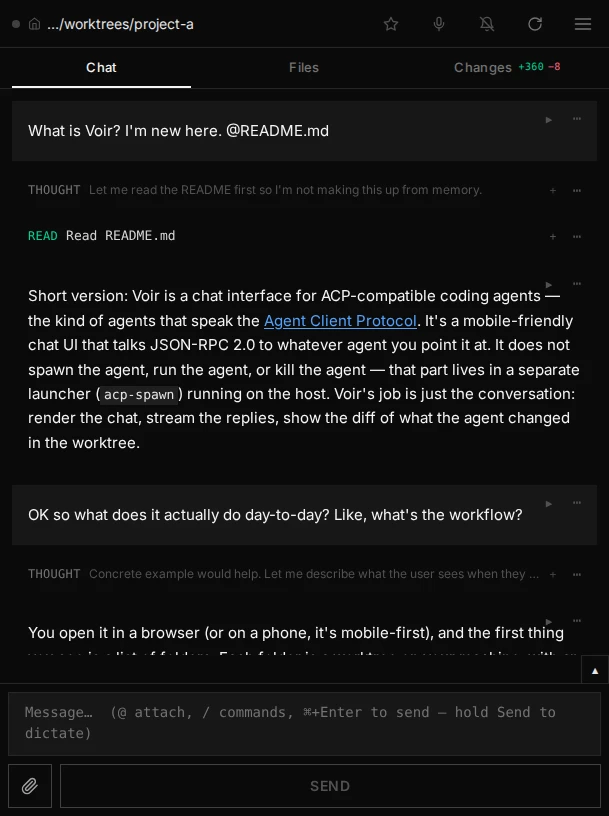 .../worktrees/project-a
Chat
Files
Changes +360 −8
What is Voir? I'm new here. @README.md
THOUGHT Let me read the README first so I'm not making this up from memory.
READ Read README.md
Short version: Voir is a chat interface for ACP-compatible coding agents —
the kind of agents that speak the Agent Client Protocol. It's a mobile-friendly
chat UI that talks JSON-RPC 2.0 to whatever agent you point it at. It does not
spawn the agent, run the agent, or kill the agent — that part lives in a separate
launcher (acp-spawn) running on the host. Voir's job is just the conversation:
render the chat, stream the replies, show the diff of what the agent changed
in the worktree.
OK so what does it actually do day-to-day? Like, what's the workflow?
THOUGHT Concrete example would help. Let me describe what the user sees when they ...
You open it in a browser (or on a phone, it's mobile-first), and the first thing
Message… (@ attach, / commands, ⌘+Enter to send — hold Send to
dictate)
SEND